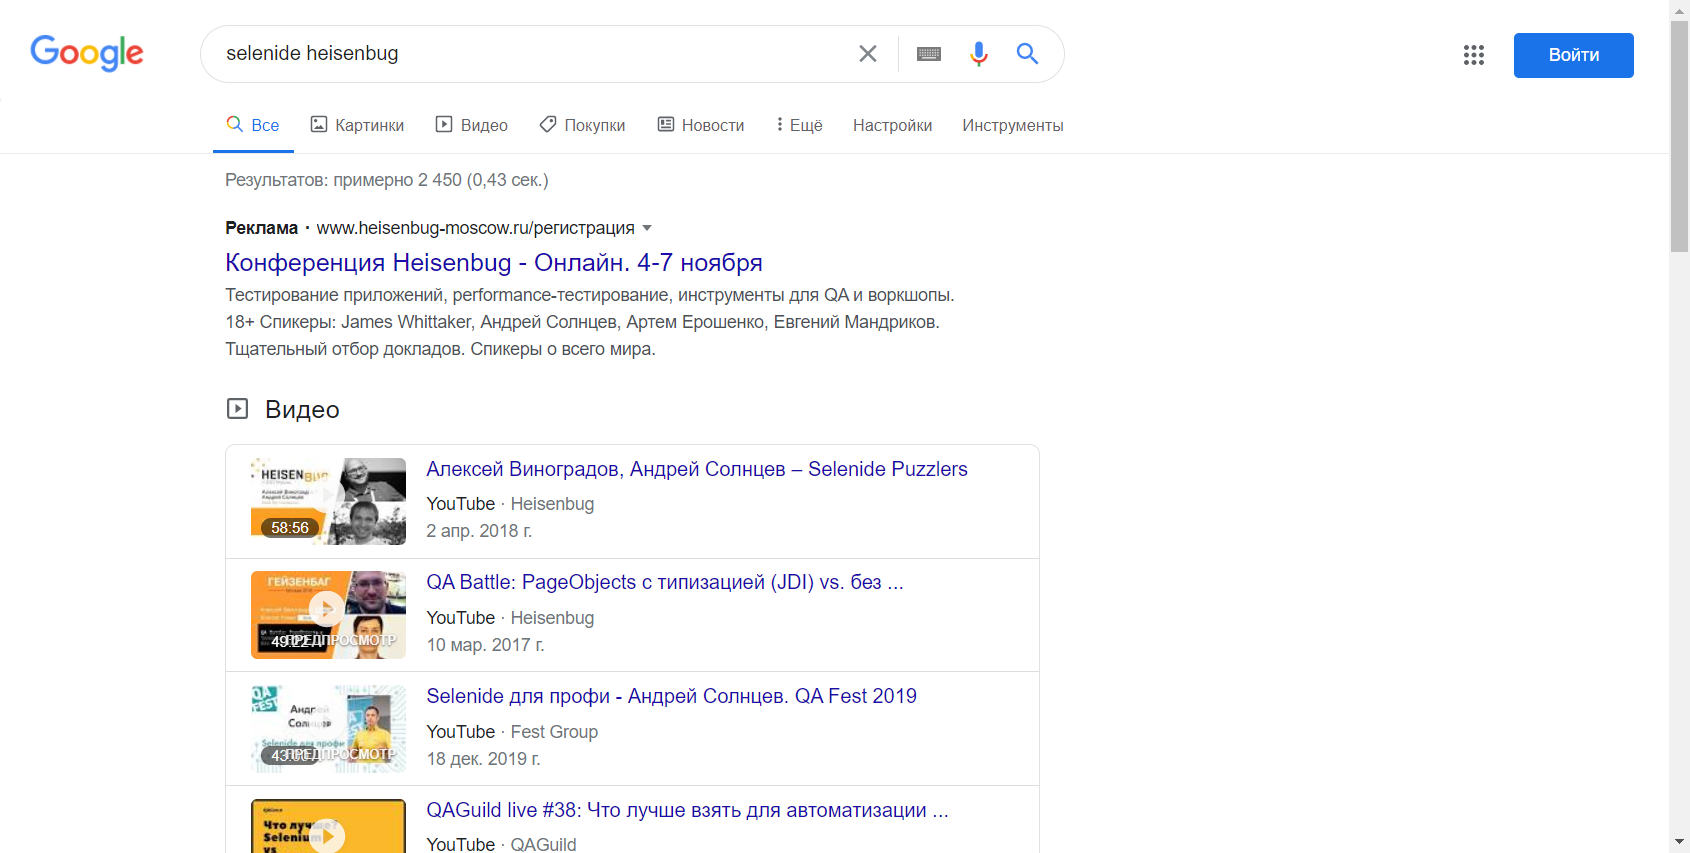 Google
selenide heisenbug
Войти
Все
Картинки
Видео
Покупки
Новости
Ещё
Настройки
Инструменты
Результатов: примерно 2 450 (0,43 сек.)
Реклама · www.heisenbug-moscow.ru/регистрация
Конференция Heisenbug - Онлайн. 4-7 ноября
Тестирование приложений, performance-тестирование, инструменты для QA и воркшопы.
18+ Спикеры: James Whittaker, Андрей Солнцев, Артем Ерошенко, Евгений Мандриков.
Тщательный отбор докладов. Спикеры о всего мира.
Видео
HEISENBUG
58:56
Алексей Виноградов, Андрей Солнцев – Selenide Puzzlers
YouTube · Heisenbug
2 апр. 2018 г.
ГЕЙЗЕНБАГ
49:22
ПРЕДПРОСМОТР
QA Battle: PageObjects с типизацией (JDI) vs. без ...
YouTube · Heisenbug
10 мар. 2017 г.
QA
FEST
Андрей
Солнцев
Selenide для профи
ПРЕДПРОСМОТР
Selenide для профи - Андрей Солнцев. QA Fest 2019
YouTube · Fest Group
18 дек. 2019 г.
Что лучше?
Selenium
vs
QAGuild live #38: Что лучше взять для автоматизации ...
YouTube · QAGuild